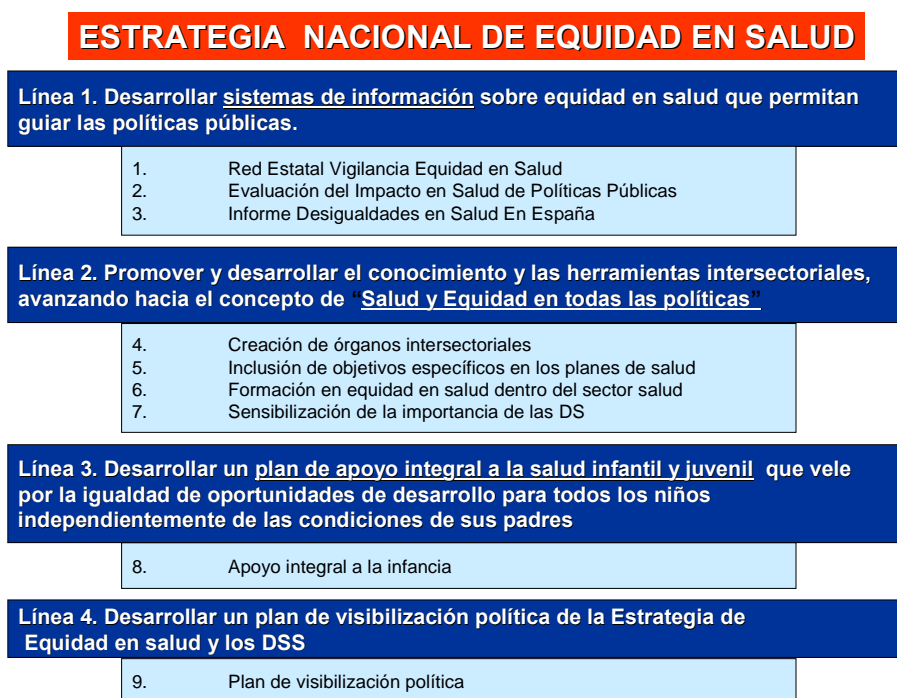 ESTRATEGIA NACIONAL DE EQUIDAD EN SALUD
Línea 1. Desarrollar sistemas de información sobre equidad en salud que permitan
guiar las políticas públicas.
1. Red Estatal Vigilancia Equidad en Salud
2. Evaluación del Impacto en Salud de Políticas Públicas
3. Informe Desigualdades en Salud En España
Línea 2. Promover y desarrollar el conocimiento y las herramientas intersectoriales,
avanzando hacia el concepto de “Salud y Equidad en todas las políticas”
4. Creación de órganos intersectoriales
5. Inclusión de objetivos específicos en los planes de salud
6. Formación en equidad en salud dentro del sector salud
7. Sensibilización de la importancia de las DS
Línea 3. Desarrollar un plan de apoyo integral a la salud infantil y juvenil que vele
por la igualdad de oportunidades de desarrollo para todos los niños
independientemente de las condiciones de sus padres
8. Apoyo integral a la infancia
Línea 4. Desarrollar un plan de visibilización política de la Estrategia de
Equidad en salud y los DSS
9. Plan de visibilización política